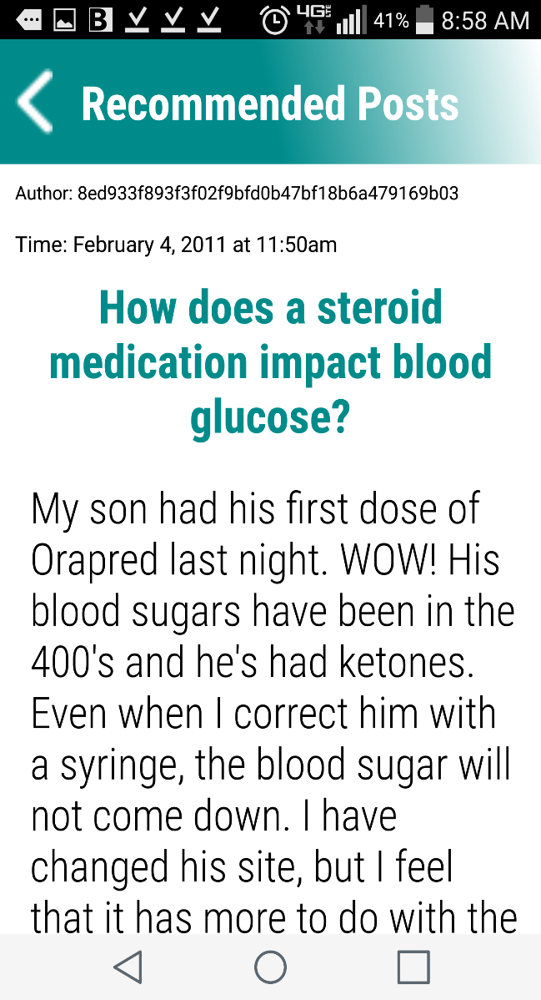 4G LTE 41% 8:58 AM
Recommended Posts
Author: 8ed933f893f3f02f9bfd0b47bf18b6a479169b03
Time: February 4, 2011 at 11:50am
How does a steroid
medication impact blood
glucose?
My son had his first dose of
Orapred last night. WOW! His
blood sugars have been in the
400's and he's had ketones.
Even when I correct him with
a syringe, the blood sugar will
not come down. I have
changed his site, but I feel
that it has more to do with the